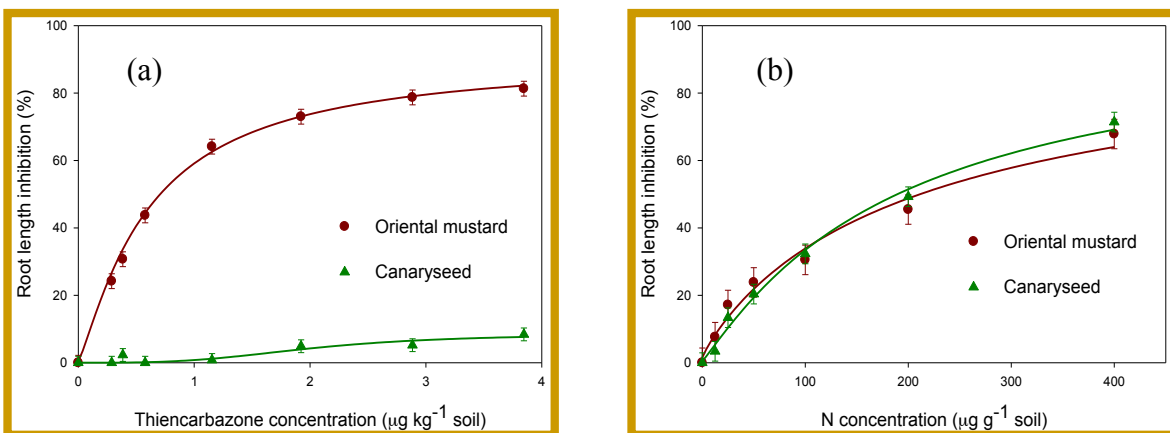 (a)
Root length inhibition (%)
100
80
60
40
20
0
Oriental mustard
Canaryseed
0 1 2 3 4
Thiencarbazone concentration (μg kg-1 soil)
(b)
Root length inhibition (%)
100
80
60
40
20
0
Oriental mustard
Canaryseed
0 100 200 300 400
N concentration (μg g-1 soil)